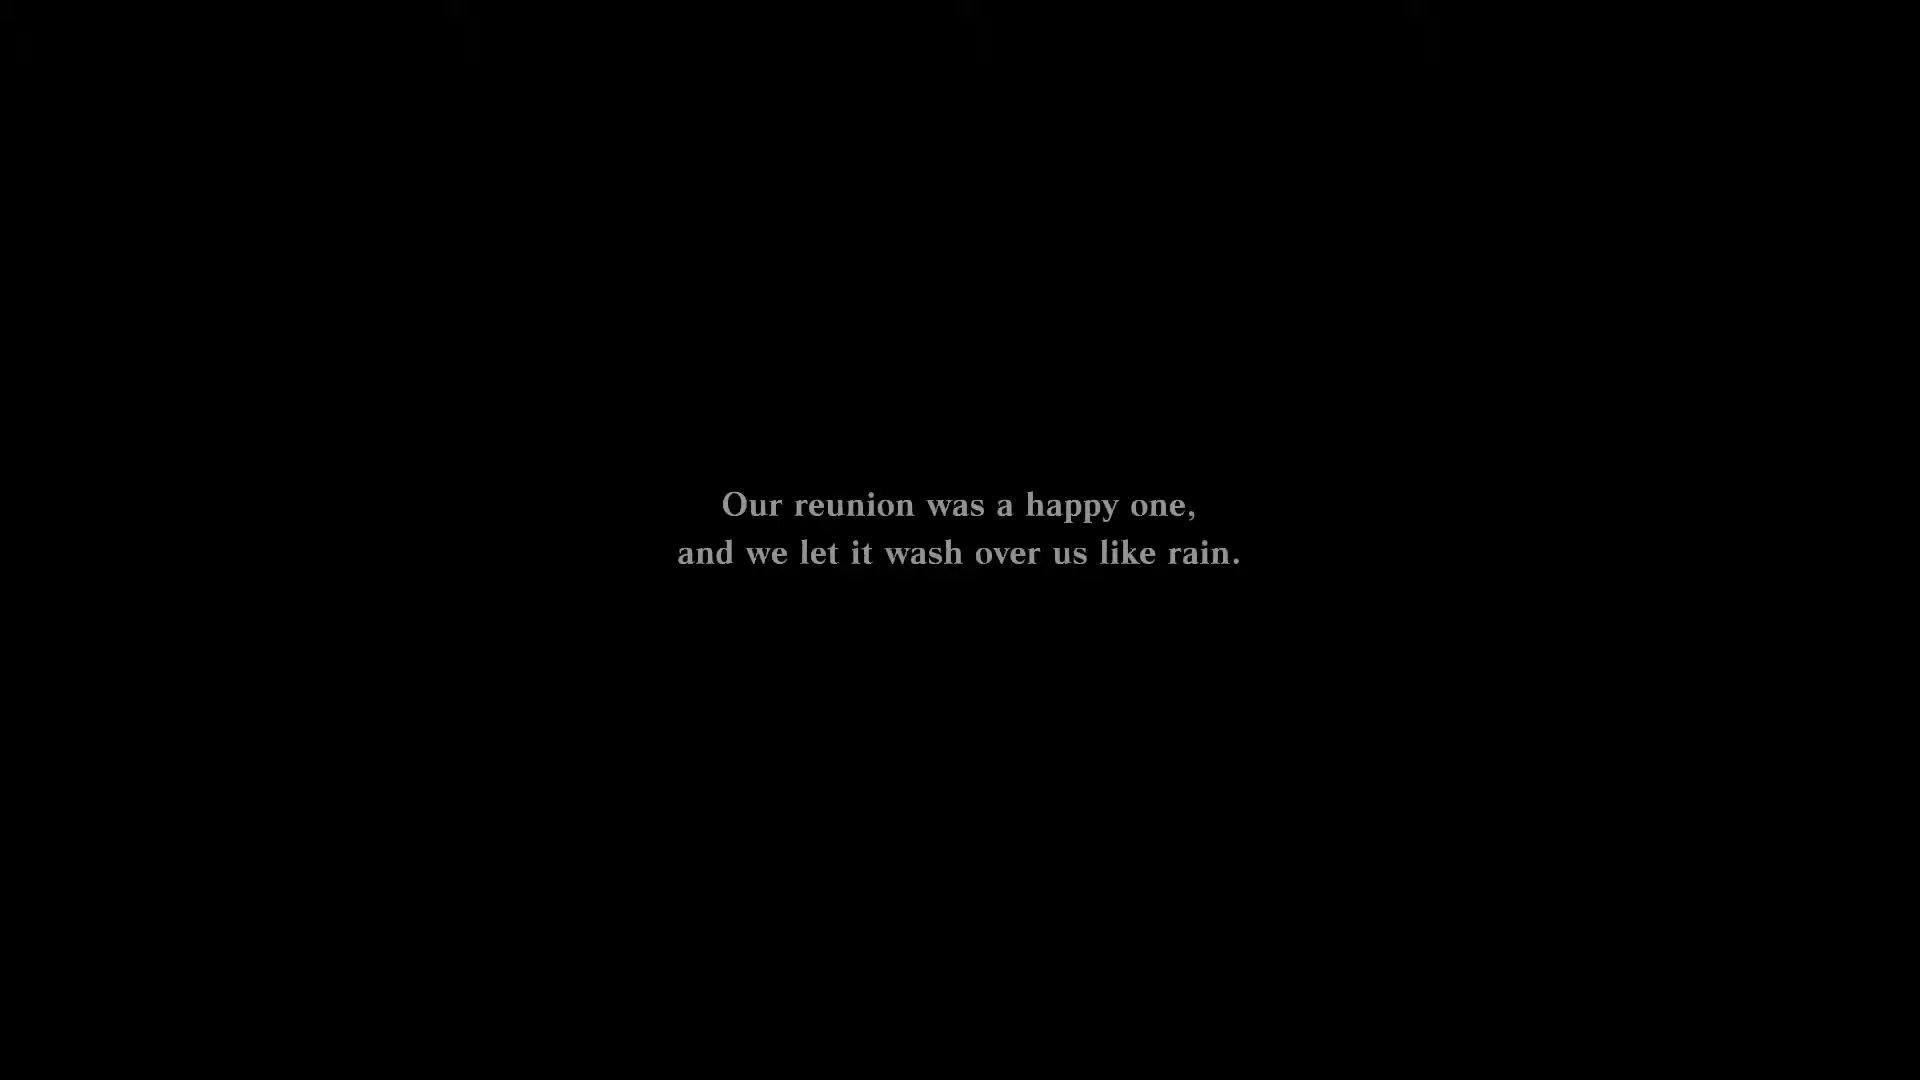 Our reunion was a happy one,
and we let it wash over us like rain.